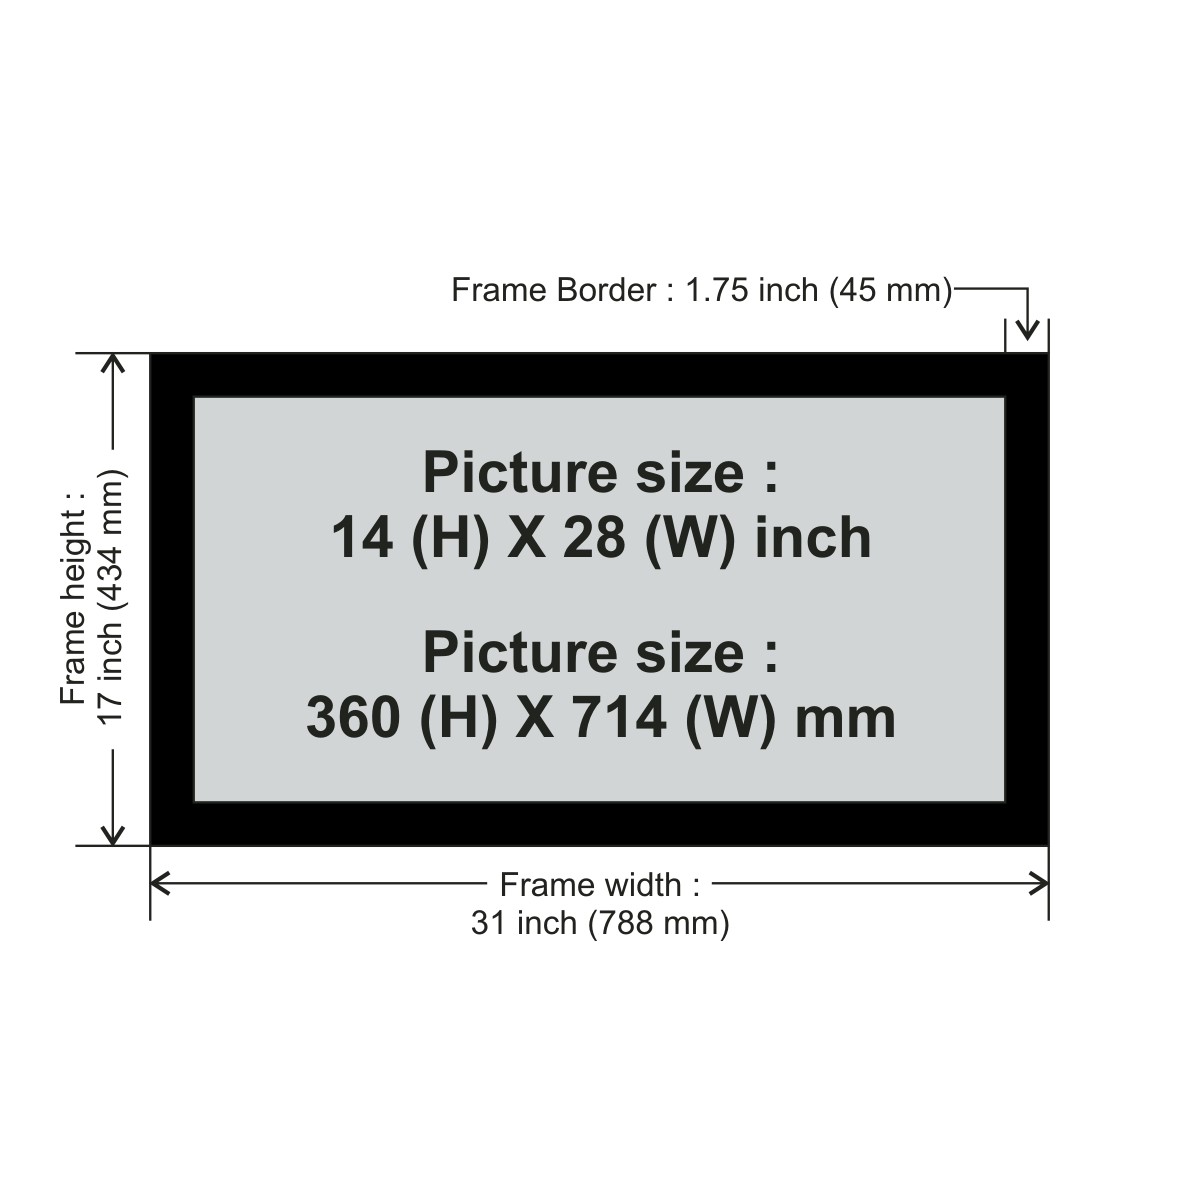 Frame Border : 1.75 inch (45 mm)
Frame height :
17 inch (434 mm)
Picture size :
14 (H) X 28 (W) inch
Picture size :
360 (H) X 714 (W) mm
Frame width :
31 inch (788 mm)